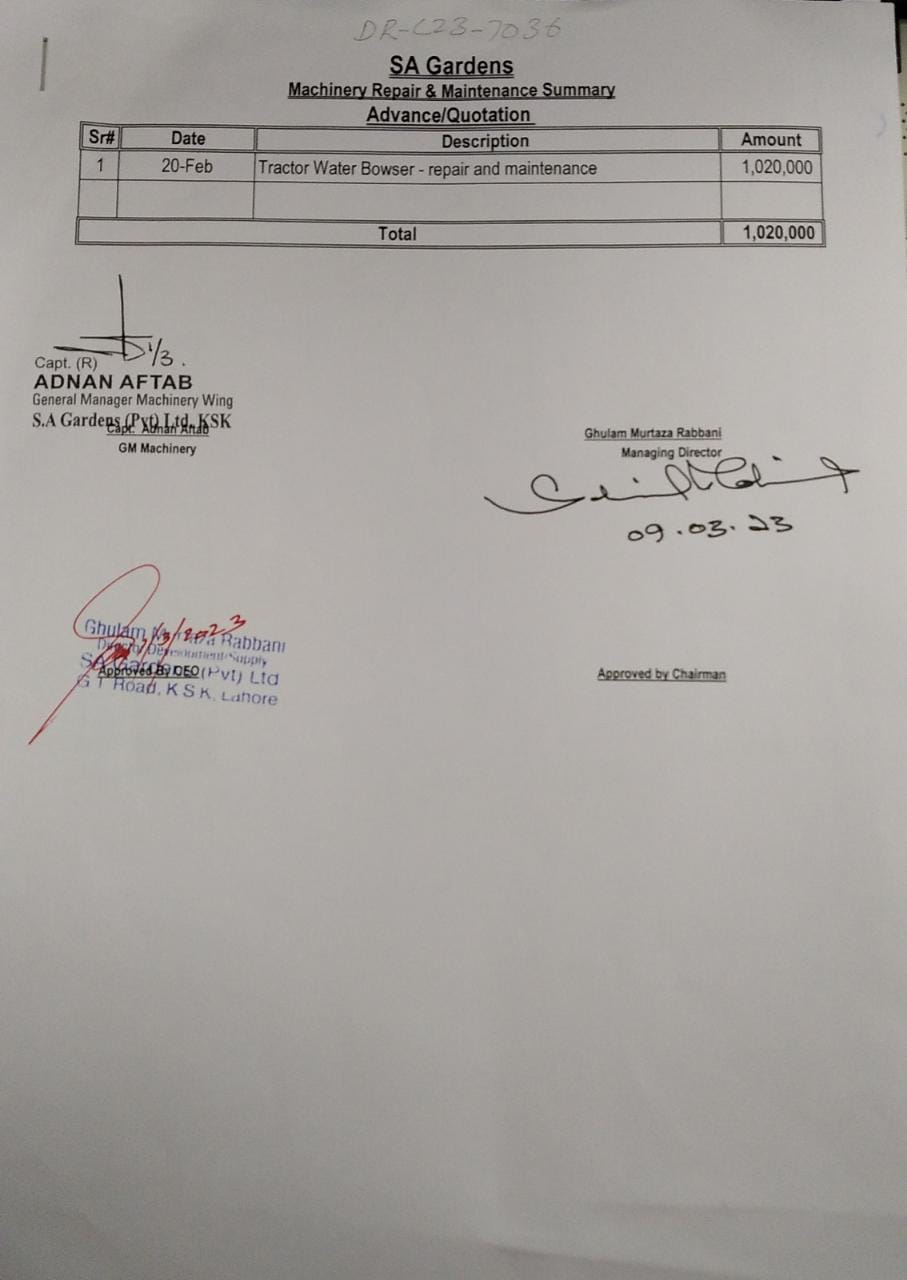 DR-C23-7036
SA Gardens
Machinery Repair & Maintenance Summary
Advance/Quotation
Sr# Date Description Amount
1 20-Feb Tractor Water Bowser - repair and maintenance 1,020,000
Total 1,020,000
1/3.
Capt. (R)
ADNAN AFTAB
General Manager Machinery Wing
S.A Gardens (Pvt) Ltd. KSK
Capt. Adnan Aftab
GM Machinery
Ghulam Murtaza Rabbani
Managing Director
09.03.23
/3/2023
Ghulam Murtaza Rabbani
Development/Supply
SA Gardens (Pvt) Ltd
Approved By CEO
G T Road, K S K, Lahore
Approved by Chairman